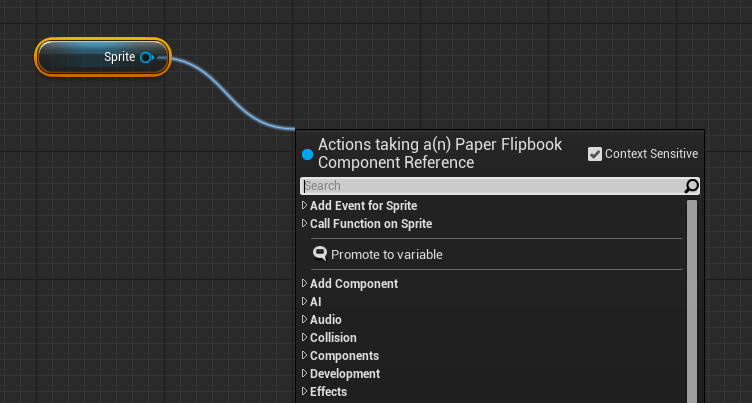 Sprite
Actions taking a(n) Paper Flipbook
Component Reference
Context Sensitive
Search
Add Event for Sprite
Call Function on Sprite
Promote to variable
Add Component
AI
Audio
Collision
Components
Development
Effects